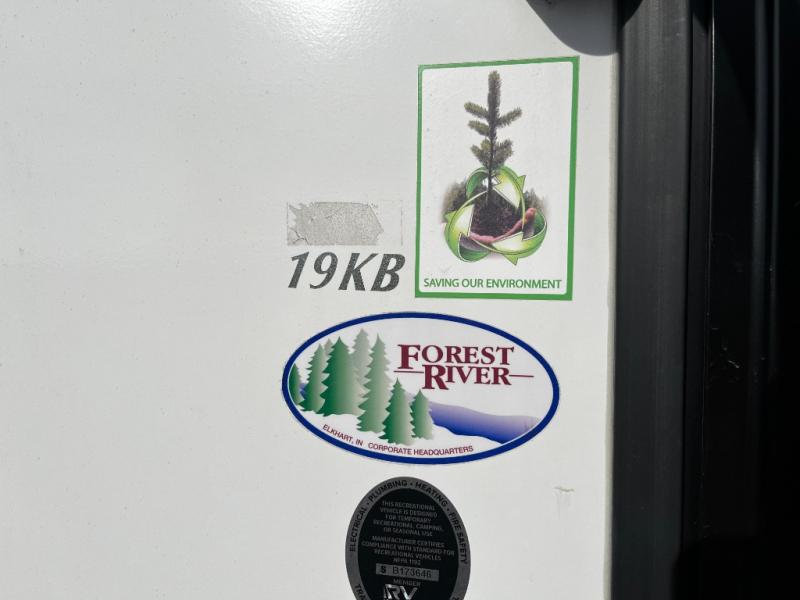 SAVING OUR ENVIRONMENT
19KB
FOREST
RIVER
ELKHART, IN CORPORATE HEADQUARTERS
ELECTRICAL • PLUMBING • HEATING • FIRE SAFETY
THIS RECREATIONAL
VEHICLE IS DESIGNED
FOR TEMPORARY
RECREATIONAL, CAMPING,
OR SEASONAL USE
MANUFACTURER CERTIFIES
COMPLIANCE WITH STANDARD FOR
RECREATIONAL VEHICLES
NFPA 1192
S B173646
MEMBER
RV